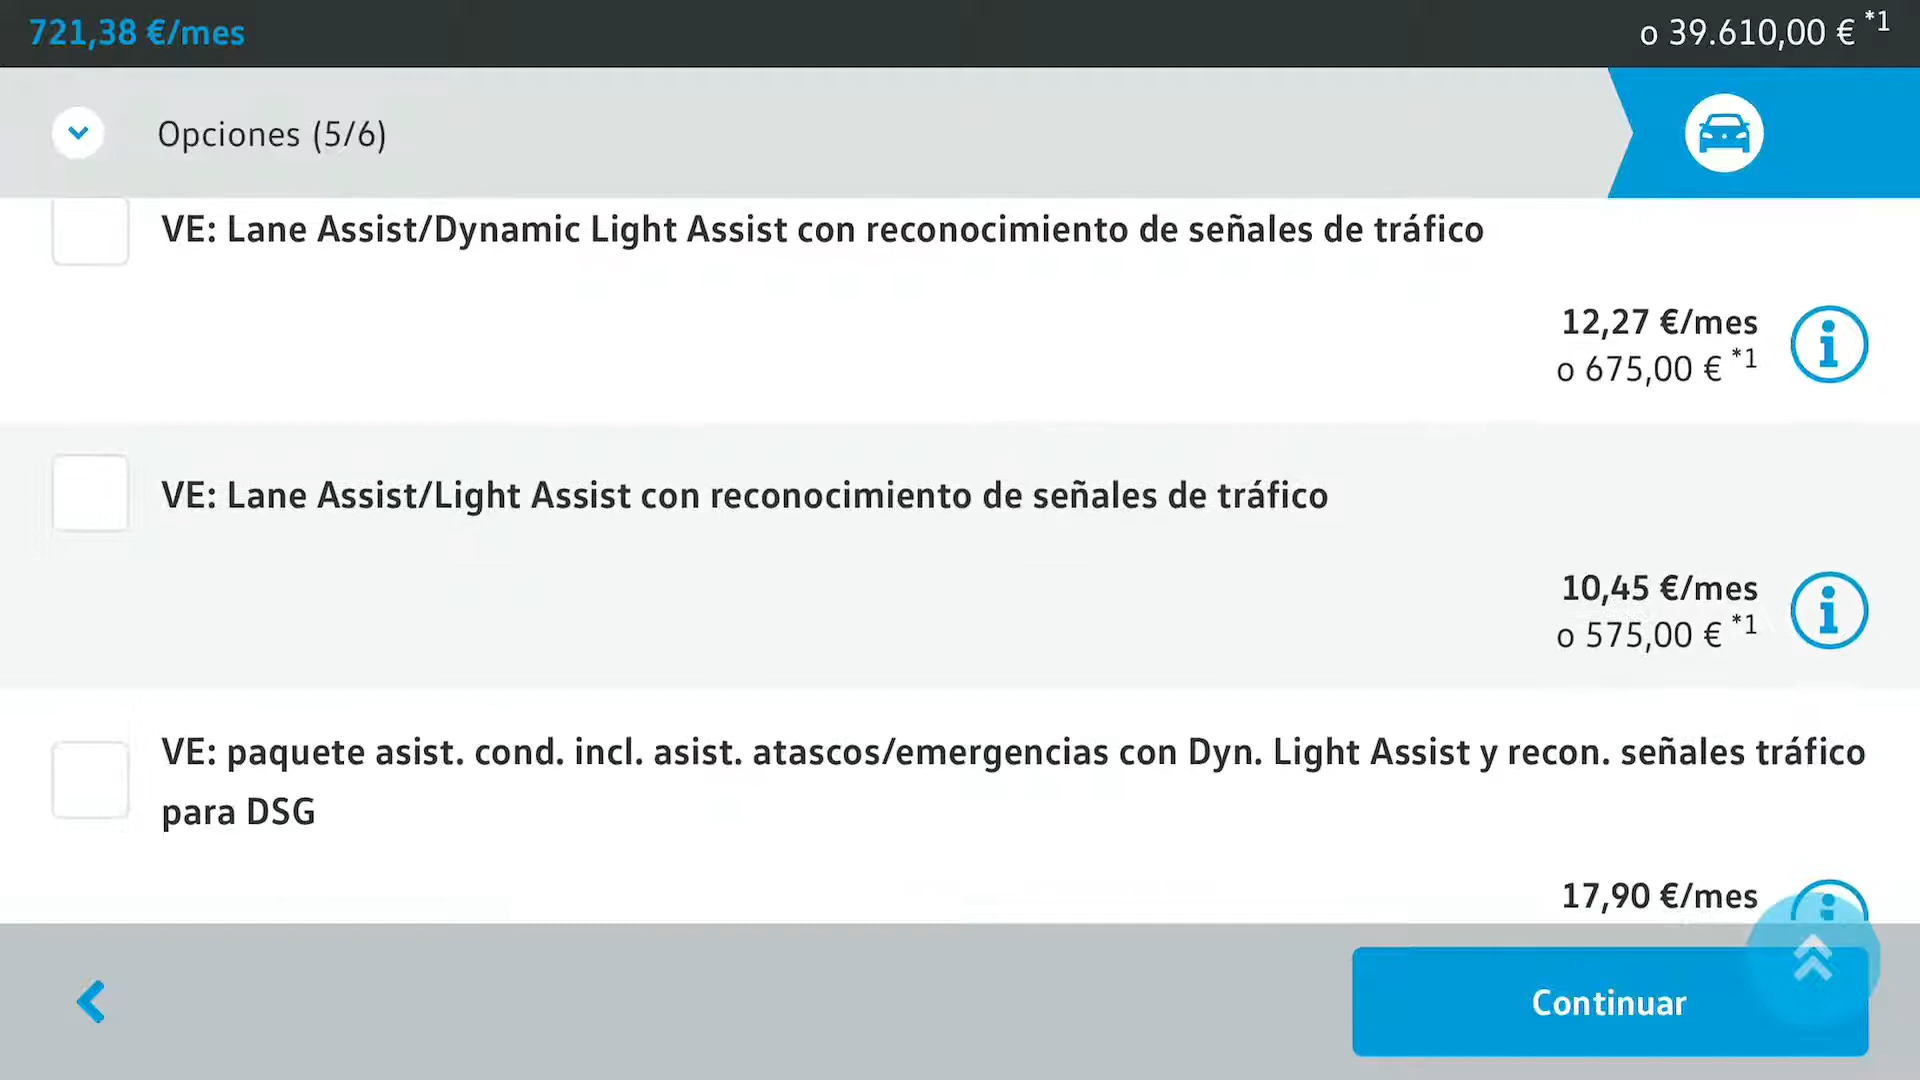 721,38 €/mes
o 39.610,00 € *1
Opciones (5/6)
VE: Lane Assist/Dynamic Light Assist con reconocimiento de señales de tráfico
12,27 €/mes
o 675,00 € *1
VE: Lane Assist/Light Assist con reconocimiento de señales de tráfico
10,45 €/mes
o 575,00 € *1
VE: paquete asist. cond. incl. asist. atascos/emergencias con Dyn. Light Assist y recon. señales tráfico
para DSG
17,90 €/mes
Continuar